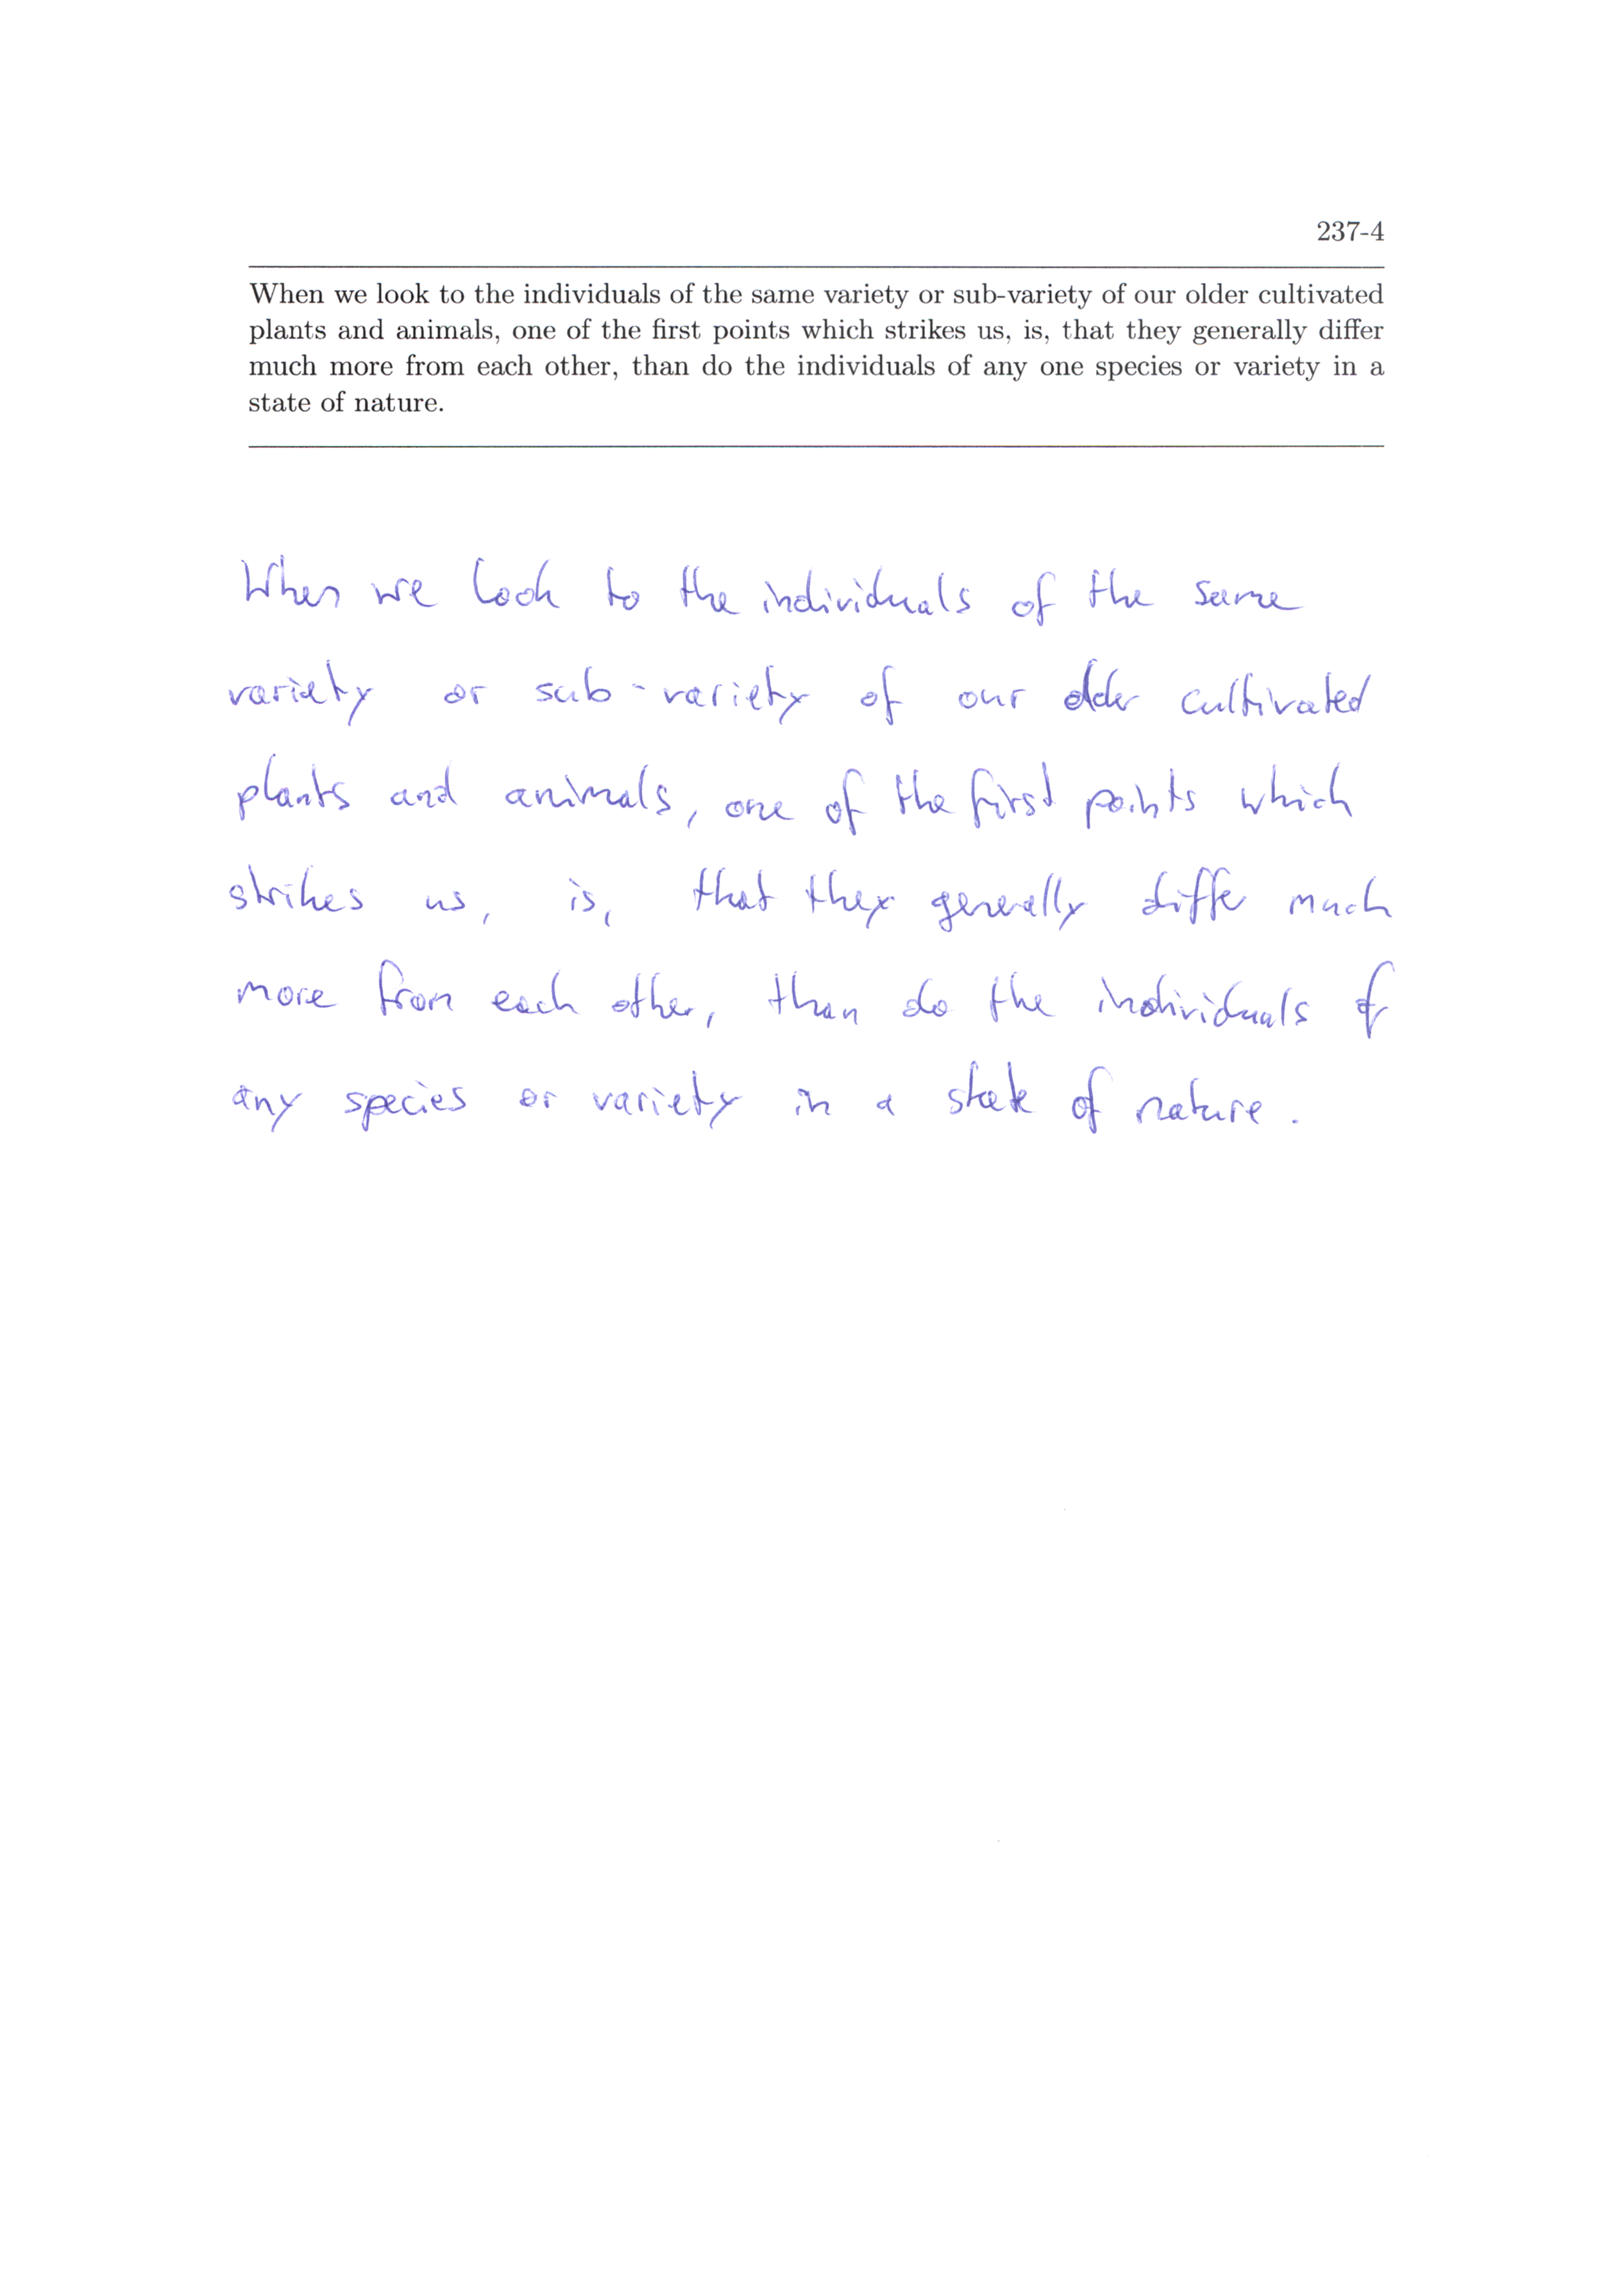 237-4
When we look to the individuals of the same variety or sub-variety of our older cultivated
plants and animals, one of the first points which strikes us, is, that they generally differ
much more from each other, than do the individuals of any one species or variety in a
state of nature.
When we look to the individuals of the same
variety or sub-variety of our older cultivated
plants and animals, one of the first points which
strikes us, is, that they generally differ much
more from each other, than do the individuals of
any species or variety in a state of nature.